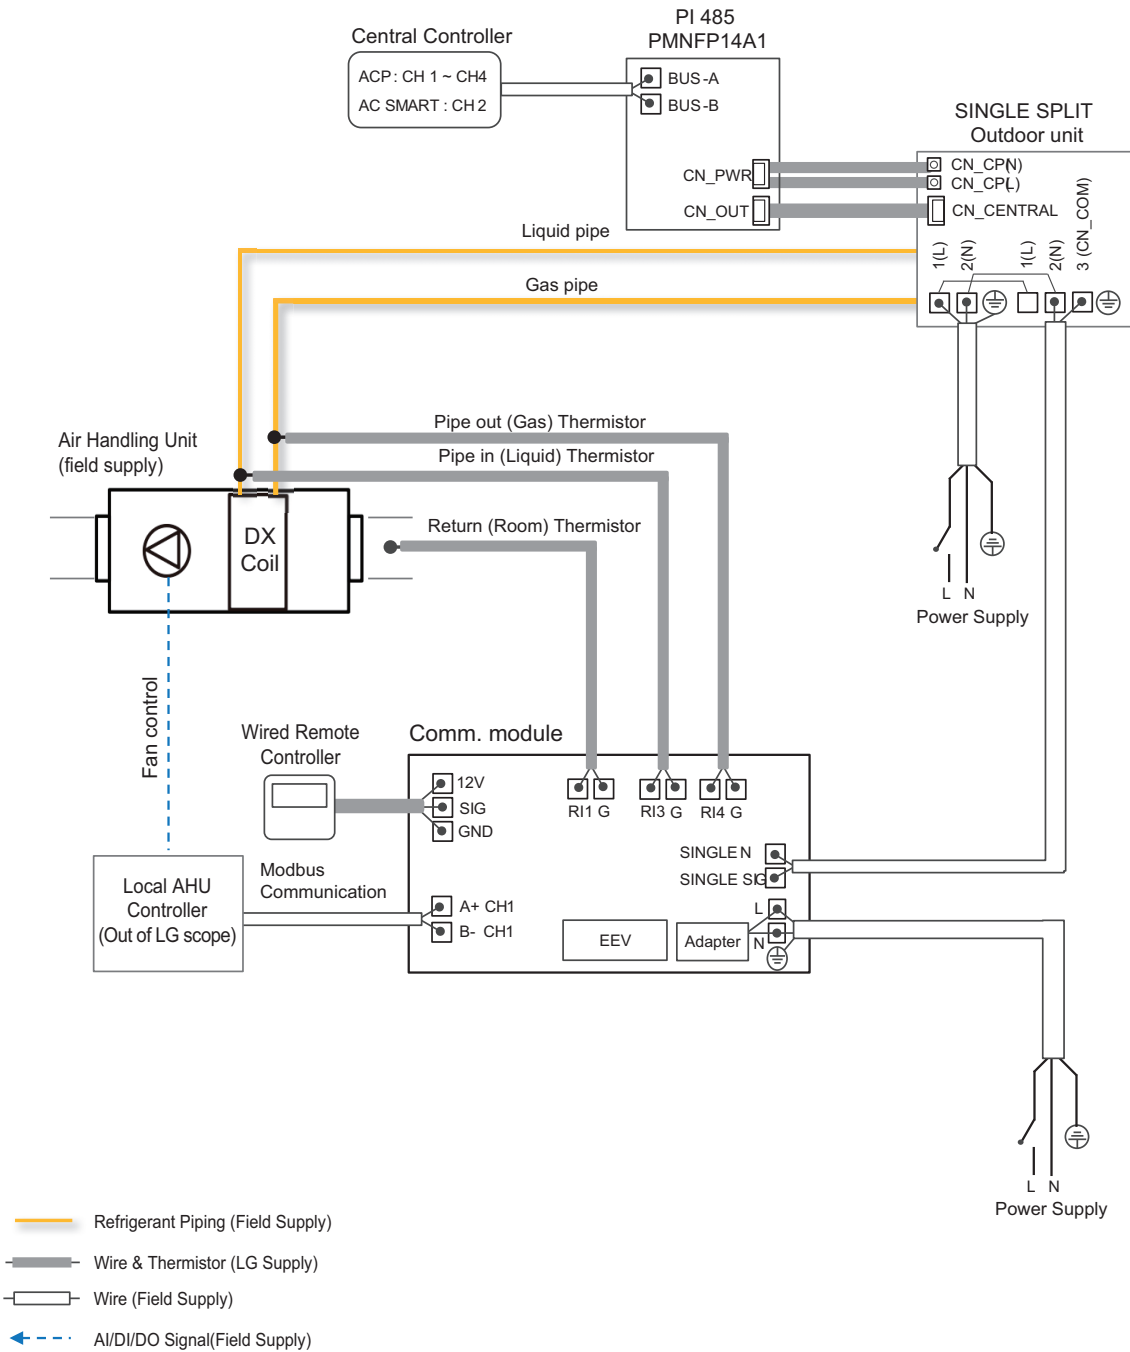 PI 485
PMNFP14A1
Central Controller
ACP : CH 1 ~ CH4
AC SMART : CH 2
BUS-A
BUS-B
CN_PWR
CN_OUT
SINGLE SPLIT
Outdoor unit
CN_CP(N)
CN_CP(L)
CN_CENTRAL
1(L)
2(N)
1(L)
2(N)
3 (CN_COM)
Liquid pipe
Gas pipe
Pipe out (Gas) Thermistor
Pipe in (Liquid) Thermistor
Return (Room) Thermistor
Air Handling Unit
(field supply)
DX
Coil
L N
Power Supply
Fan control
Wired Remote
Controller
Comm. module
12V
SIG
GND
RI1 G
RI3 G
RI4 G
SINGLE N
SINGLE SIG
Modbus
Communication
Local AHU
Controller
(Out of LG scope)
A+ CH1
B- CH1
EEV
Adapter
L
N
L N
Power Supply
Refrigerant Piping (Field Supply)
Wire & Thermistor (LG Supply)
Wire (Field Supply)
AI/DI/DO Signal(Field Supply)